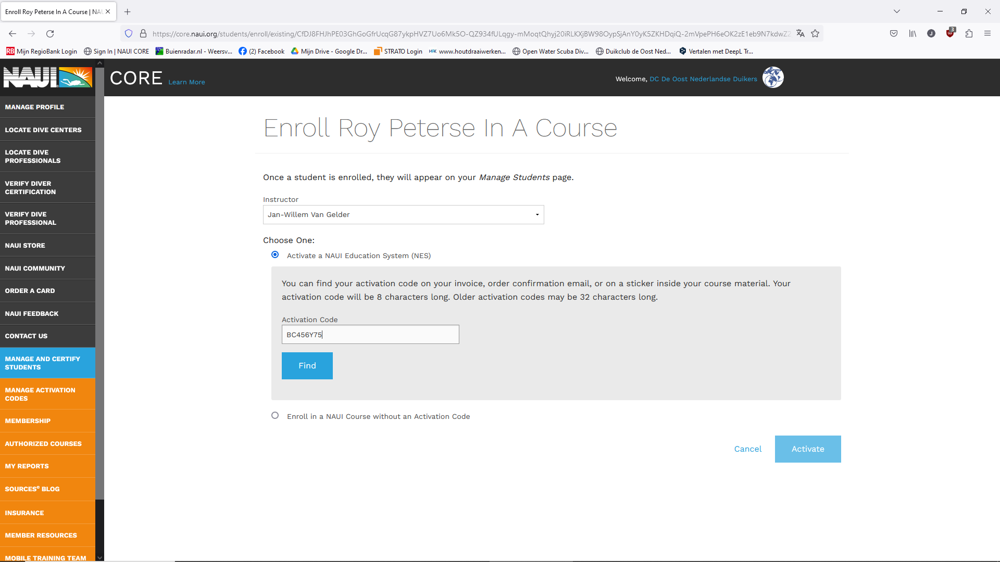 Enroll Roy Peterse In A Course | NAU
https://core.naui.org/students/enroll/existing/CfDJ8FHJhPE03GhGoGfrUcqG87ykpHVZ7Uo6Mk5O-QZ934fULqgy-mMoqtQhyj20iRLKXjBW98OypSjAnY0yK5ZKHDqiQ-2mVpePH6eOK2zE1eb9N7kdwZ2
3
RB Mijn RegioBank Login
Sign In | NAUI CORE
Buienradar.nl - Weersv...
(2) Facebook
Mijn Drive - Google Dr...
STRATO Login
www.houtdraaiwerken...
Open Water Scuba Div...
Duikclub de Oost Ned...
Vertalen met DeepL Tr...
NAUI
CORE Learn More
Welcome, DC De Oost Nederlandse Duikers
MANAGE PROFILE
LOCATE DIVE CENTERS
LOCATE DIVE
PROFESSIONALS
VERIFY DIVER
CERTIFICATION
VERIFY DIVE
PROFESSIONAL
NAUI STORE
NAUI COMMUNITY
ORDER A CARD
NAUI FEEDBACK
CONTACT US
MANAGE AND CERTIFY
STUDENTS
MANAGE ACTIVATION
CODES
MEMBERSHIP
AUTHORIZED COURSES
MY REPORTS
SOURCES© BLOG
INSURANCE
MEMBER RESOURCES
MOBILE TRAINING TEAM
Enroll Roy Peterse In A Course
Once a student is enrolled, they will appear on your Manage Students page.
Instructor
Jan-Willem Van Gelder
Choose One:
Activate a NAUI Education System (NES)
You can find your activation code on your invoice, order confirmation email, or on a sticker inside your course material. Your
activation code will be 8 characters long. Older activation codes may be 32 characters long.
Activation Code
BC456Y75
Find
Enroll in a NAUI Course without an Activation Code
Cancel
Activate